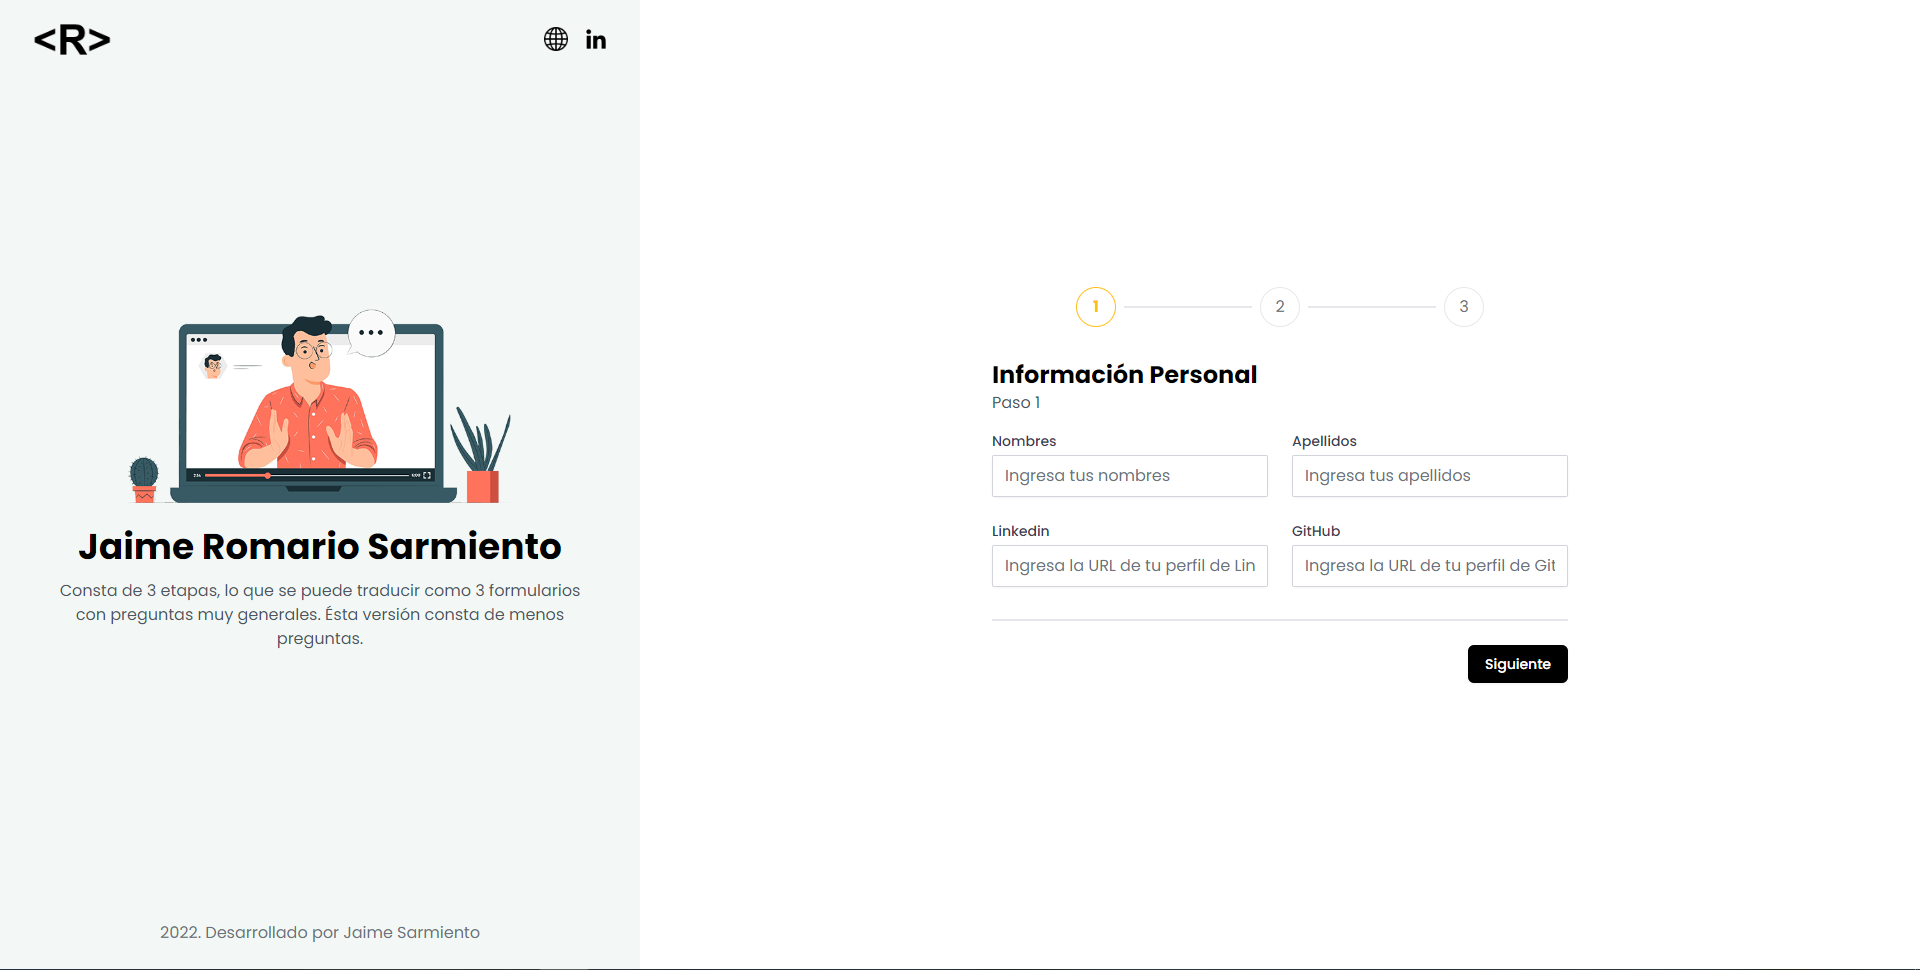 <R>
in
Jaime Romario Sarmiento
Consta de 3 etapas, lo que se puede traducir como 3 formularios
con preguntas muy generales. Ésta versión consta de menos
preguntas.
2022. Desarrollado por Jaime Sarmiento
1
2
3
Información Personal
Paso 1
Nombres
Apellidos
Ingresa tus nombres
Ingresa tus apellidos
Linkedin
GitHub
Ingresa la URL de tu perfil de Lin
Ingresa la URL de tu perfil de Git
Siguiente